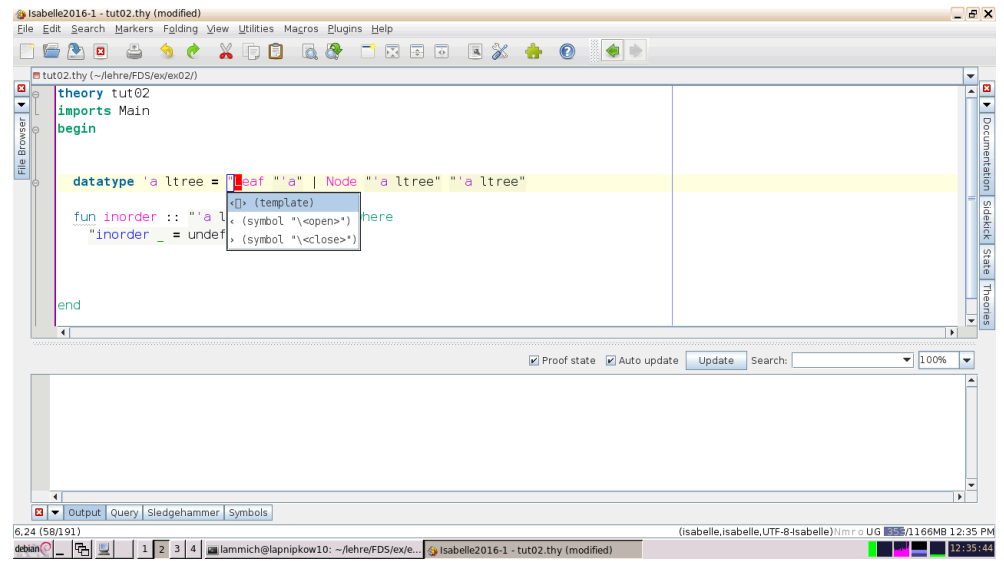 Isabelle2016-1 - tut02.thy (modified)
File Edit Search Markers Folding View Utilities Macros Plugins Help
tut02.thy (~/lehre/FDS/ex/ex02/)
theory tut02
imports Main
begin
datatype 'a ltree = "Leaf "'a" | Node "'a ltree" "'a ltree"
‹▯› (template)
fun inorder :: "'a l
here
‹ (symbol "\<open>")
"inorder _ = undef
› (symbol "\<close>")
end
File Browser
Documentation
Sidekick
State
Theories
Proof state Auto update Update Search: 100%
Output Query Sledgehammer Symbols
6,24 (58/191) (isabelle,isabelle,UTF-8-Isabelle)Nmro UG /1166MB 12:35 PM
debian 1 2 3 4 lammich@lapnipkow10: ~/lehre/FDS/ex/e... Isabelle2016-1 - tut02.thy (modified) 12:35:44